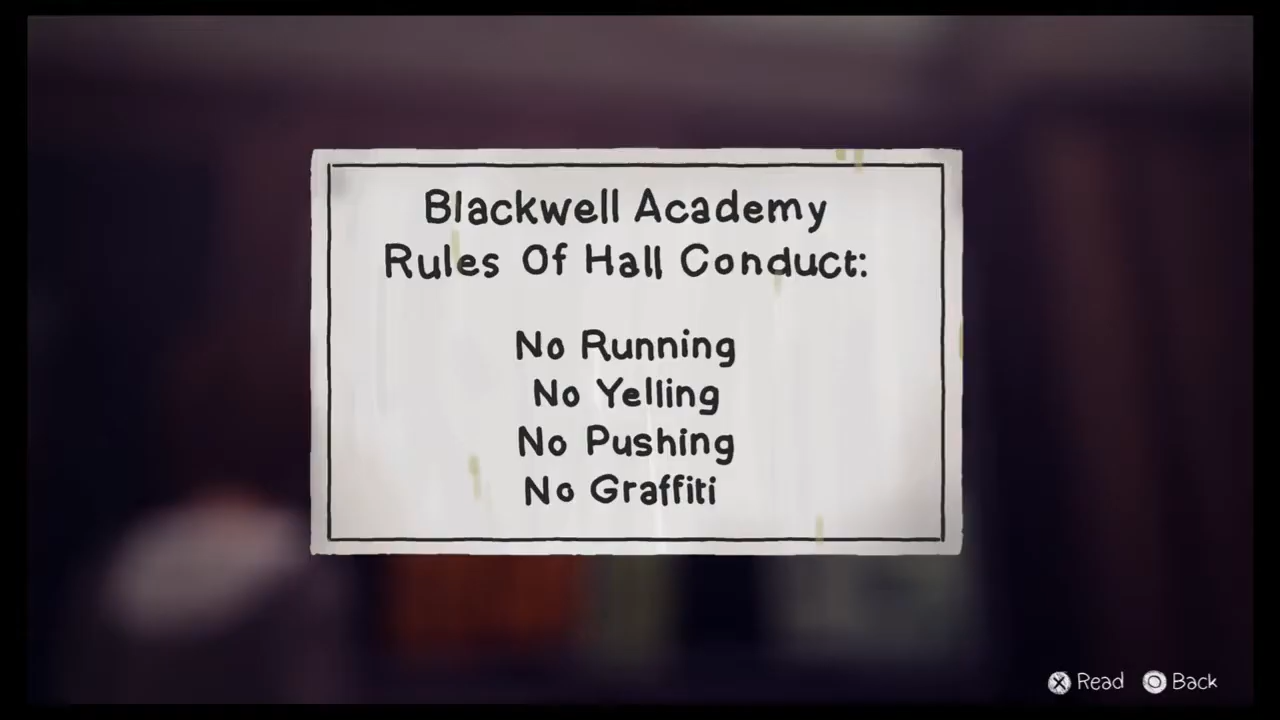 Blackwell Academy
Rules Of Hall Conduct:
No Running
No Yelling
No Pushing
No Graffiti
Read Back